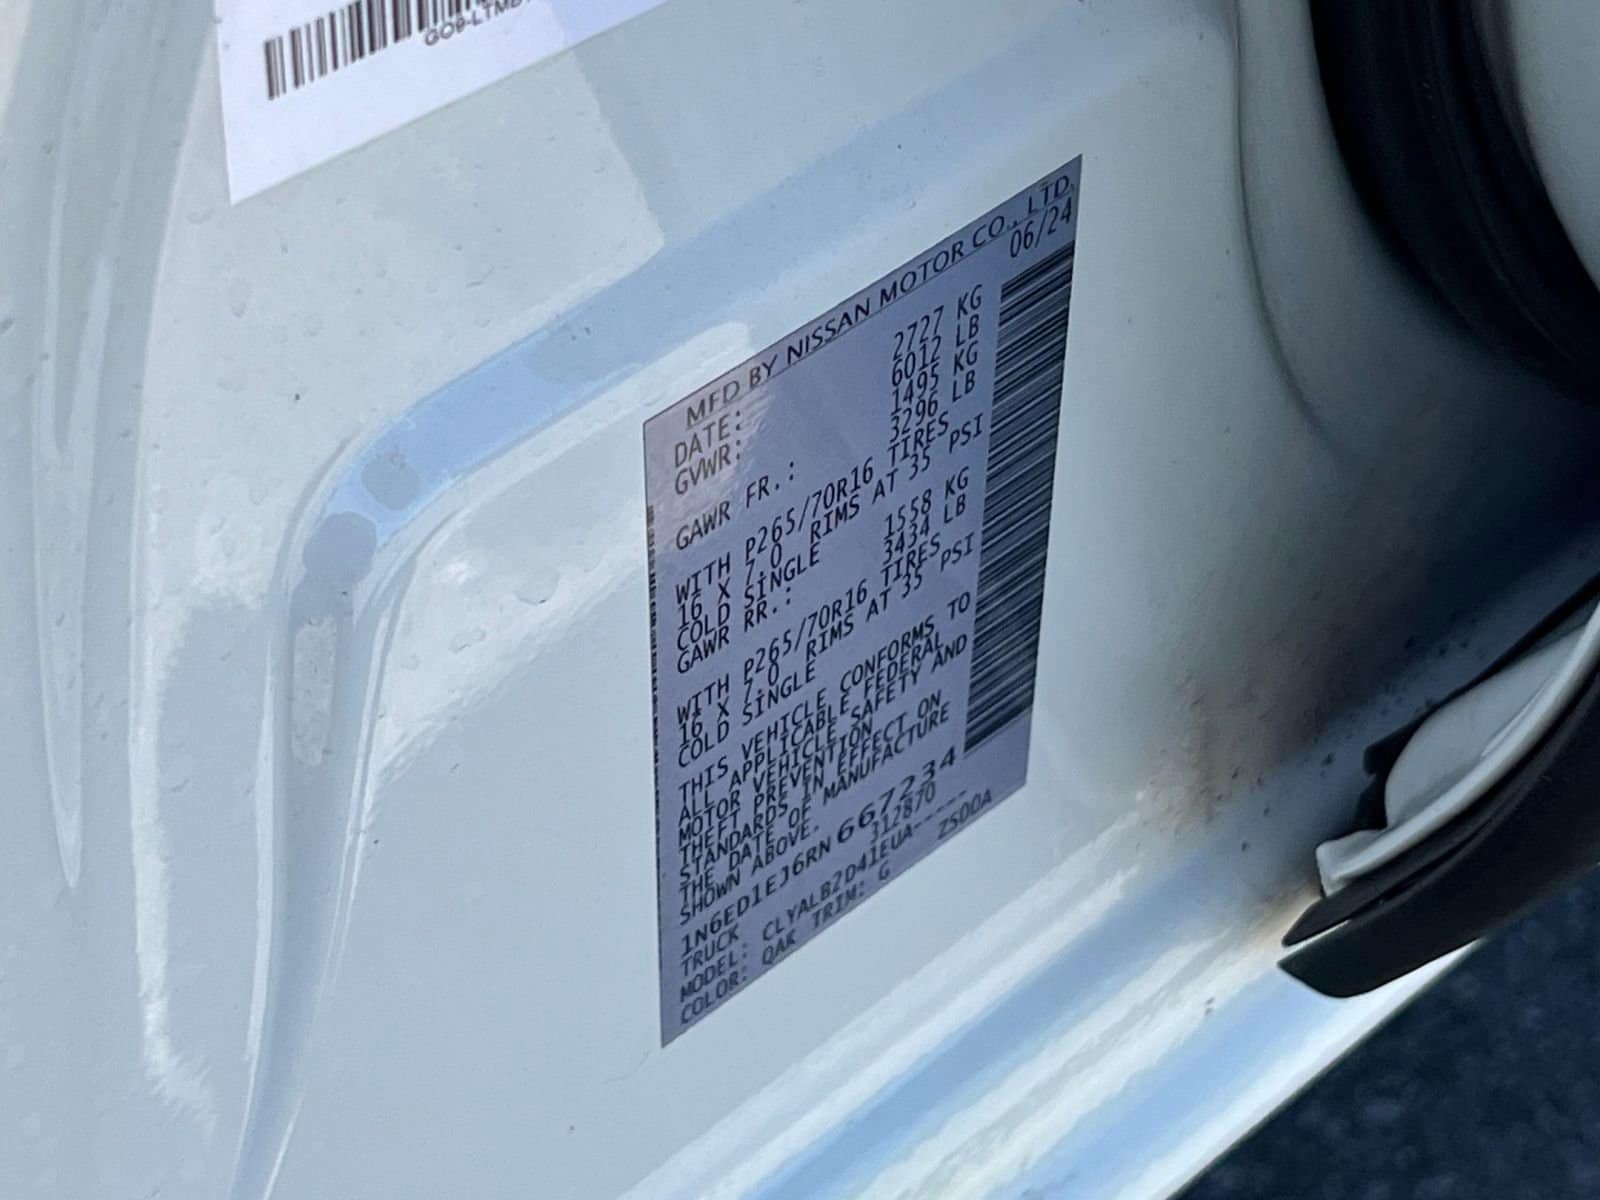 GO9-LTMB
MFD BY NISSAN MOTOR CO., LTD.
DATE: 06/24
GVWR: 2727 KG
6012 LB
GAWR FR.: 1495 KG
3296 LB
WITH P265/70R16 TIRES
16 X 7.0 RIMS AT 35 PSI
COLD SINGLE
GAWR RR.: 1558 KG
3434 LB
WITH P265/70R16 TIRES
16 X 7.0 RIMS AT 35 PSI
COLD SINGLE
THIS VEHICLE CONFORMS TO
ALL APPLICABLE FEDERAL
MOTOR VEHICLE SAFETY AND
THEFT PREVENTION
STANDARDS IN EFFECT ON
THE DATE OF MANUFACTURE
SHOWN ABOVE.
1N6ED1EJ6RN667234
TRUCK 312870
MODEL: CLYALB2D41EUA-----
COLOR: QAK TRIM: G Z500A